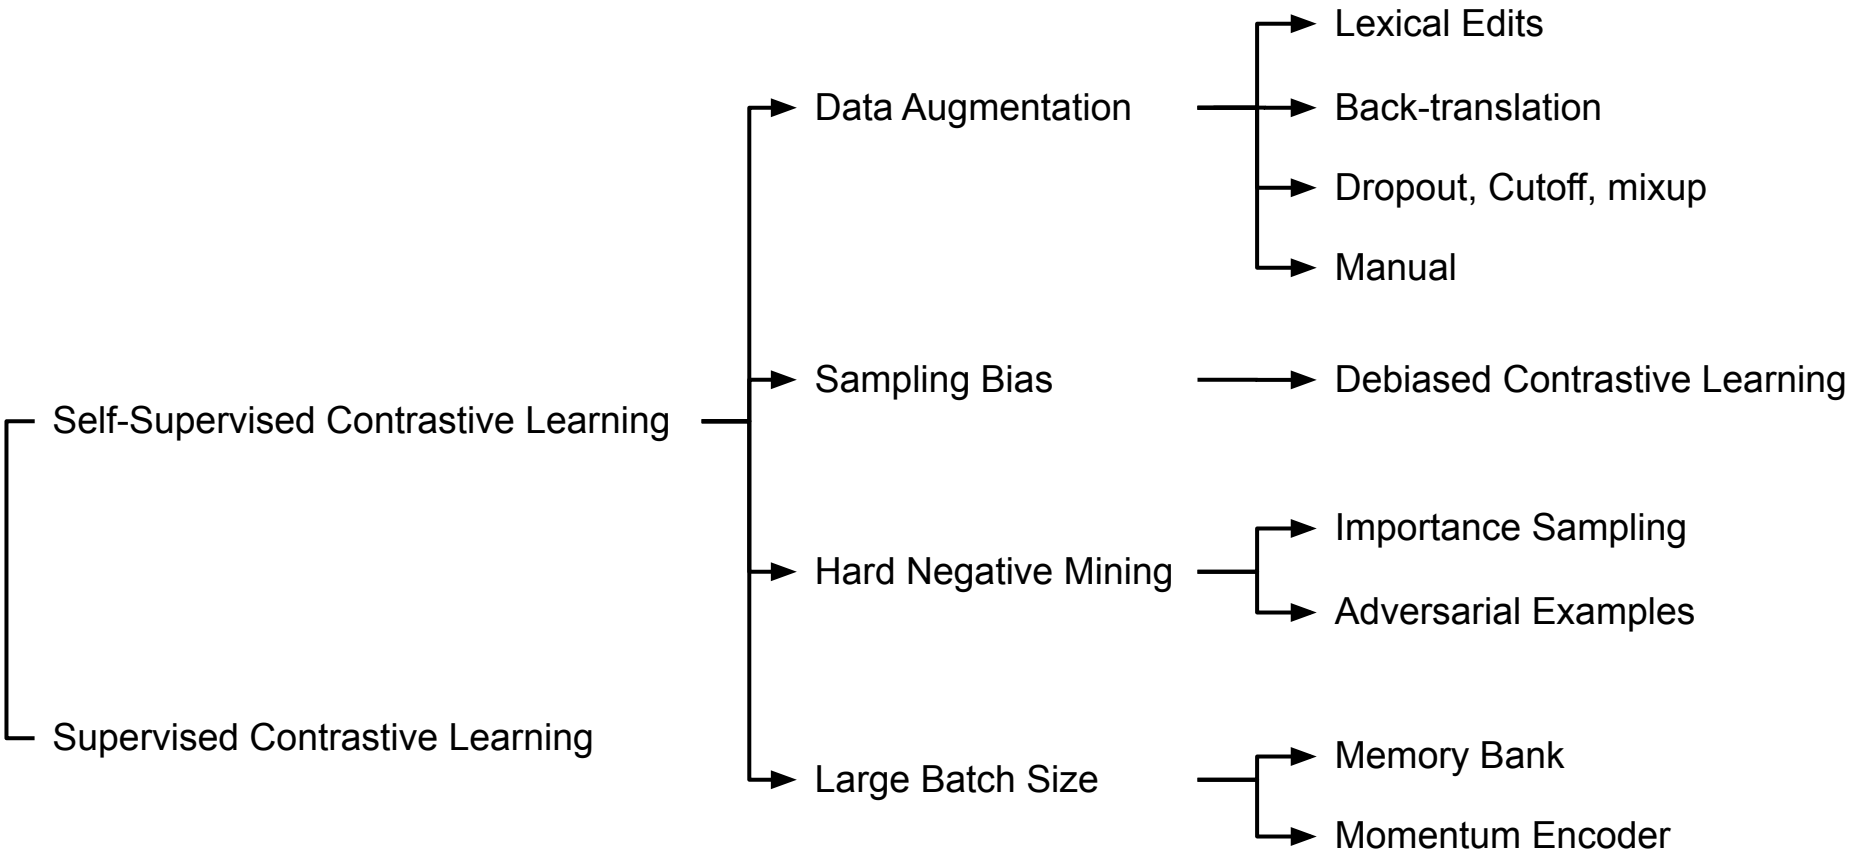 Lexical Edits
Data Augmentation
Back-translation
Dropout, Cutoff, mixup
Manual
Sampling Bias
Debiased Contrastive Learning
Self-Supervised Contrastive Learning
Importance Sampling
Hard Negative Mining
Adversarial Examples
Supervised Contrastive Learning
Memory Bank
Large Batch Size
Momentum Encoder